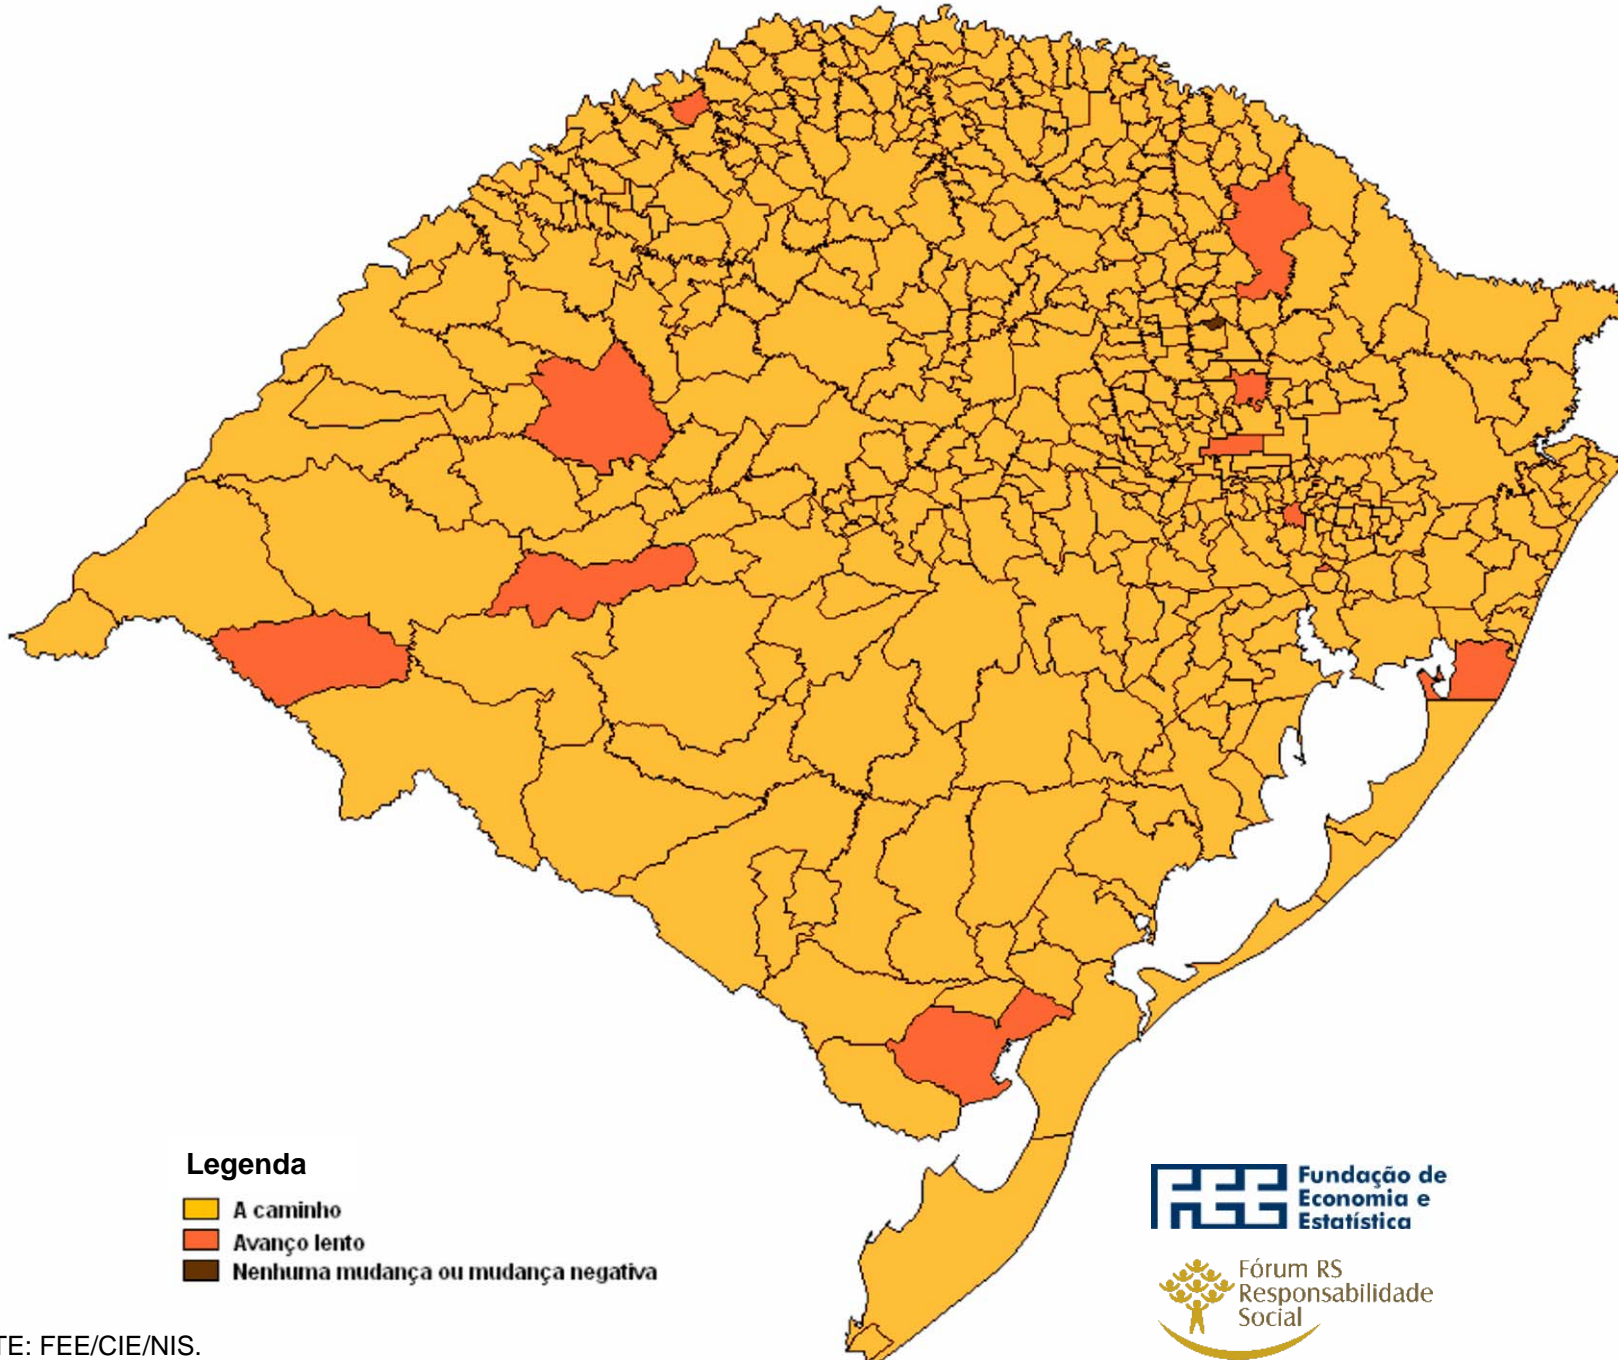 Legenda
A caminho
Avanço lento
Nenhuma mudança ou mudança negativa
TE: FEE/CIE/NIS.
FEE
Fundação de
Economia e
Estatística
Fórum RS
Responsabilidade
Social